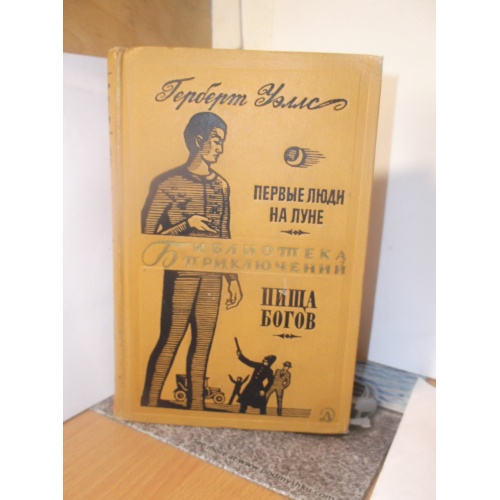 Герберт Уэллс
ПЕРВЫЕ ЛЮДИ
НА ЛУНЕ
БИБЛИОТЕКА
ПРИКЛЮЧЕНИЙ
ПИЩА
БОГОВ